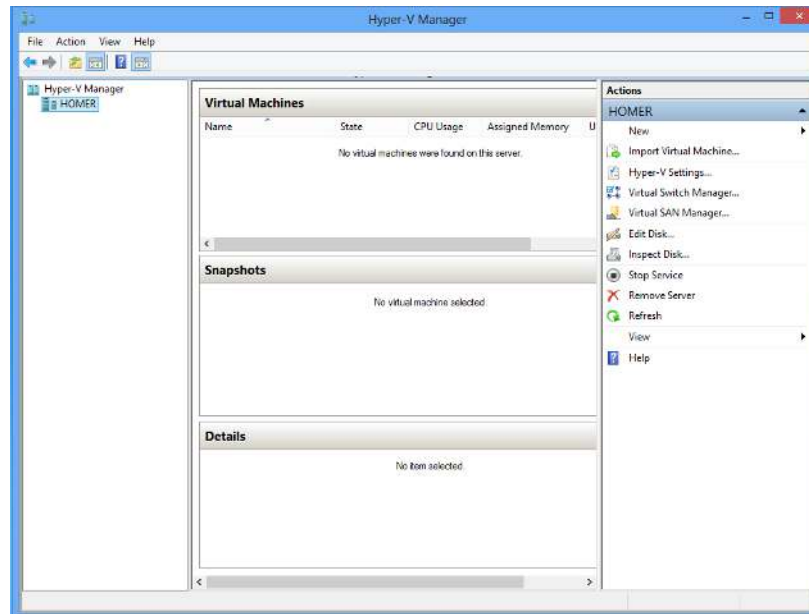 Hyper-V Manager
File Action View Help
Hyper-V Manager
HOMER
Virtual Machines
Name State CPU Usage Assigned Memory U
No virtual machines were found on this server.
Snapshots
No virtual machine selected.
Details
No item selected.
Actions
HOMER
New
Import Virtual Machine...
Hyper-V Settings...
Virtual Switch Manager...
Virtual SAN Manager...
Edit Disk...
Inspect Disk...
Stop Service
Remove Server
Refresh
View
Help